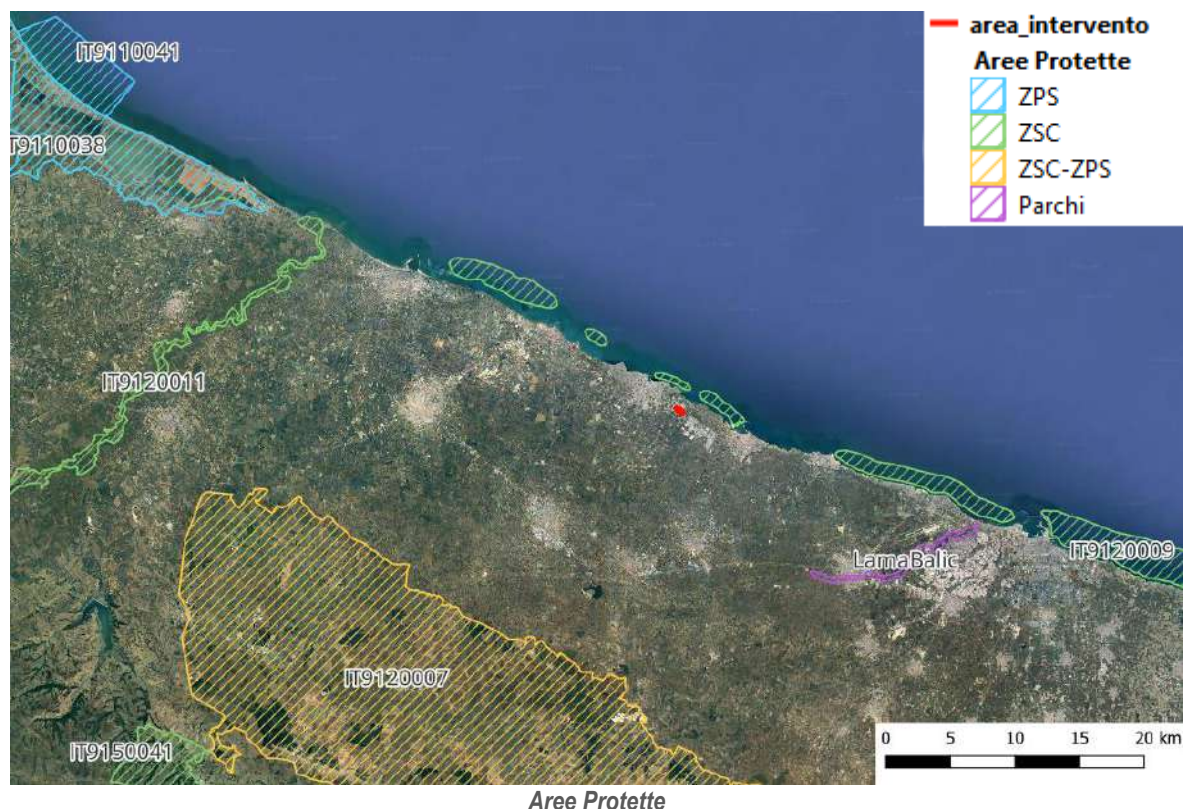 IT9110041
IT9110038
area_intervento
Aree Protette
ZPS
ZSC
ZSC-ZPS
Parchi
IT9120011
LamaBalic
IT9120009
IT9120007
IT9150041
0 5 10 15 20 km
Aree Protette